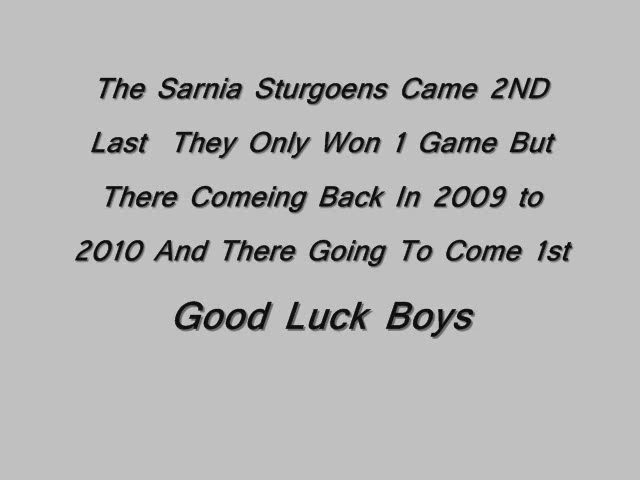 The Sarnia Sturgoens Came 2ND
Last They Only Won 1 Game But
There Comeing Back In 2009 to
2010 And There Going To Come 1st
Good Luck Boys